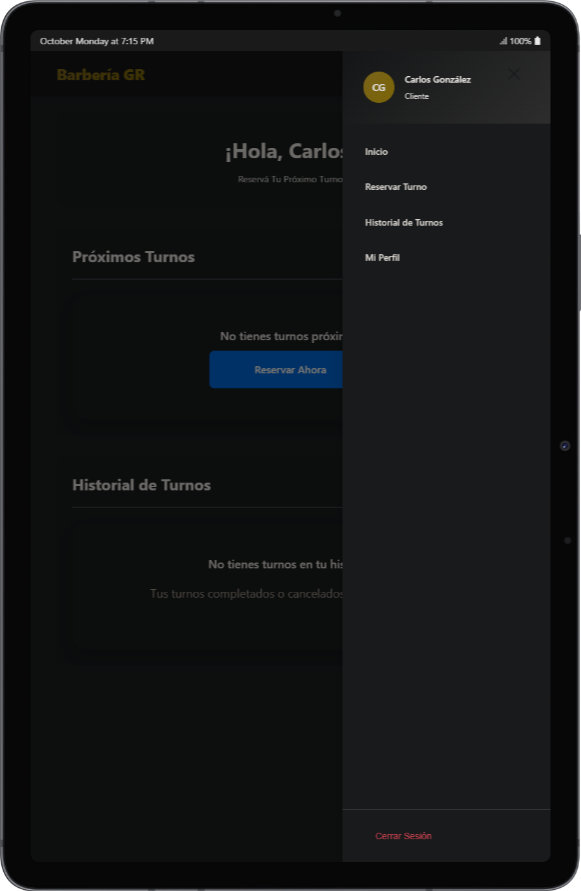 October Monday at 7:15 PM
100%
Barbería GR
CG
Carlos González
Cliente
¡Hola, Carlos
Reservá Tu Próximo Turno
Inicio
Reservar Turno
Historial de Turnos
Mi Perfil
Próximos Turnos
No tienes turnos próxim
Reservar Ahora
Historial de Turnos
No tienes turnos en tu his
Tus turnos completados o cancelados
Cerrar Sesión